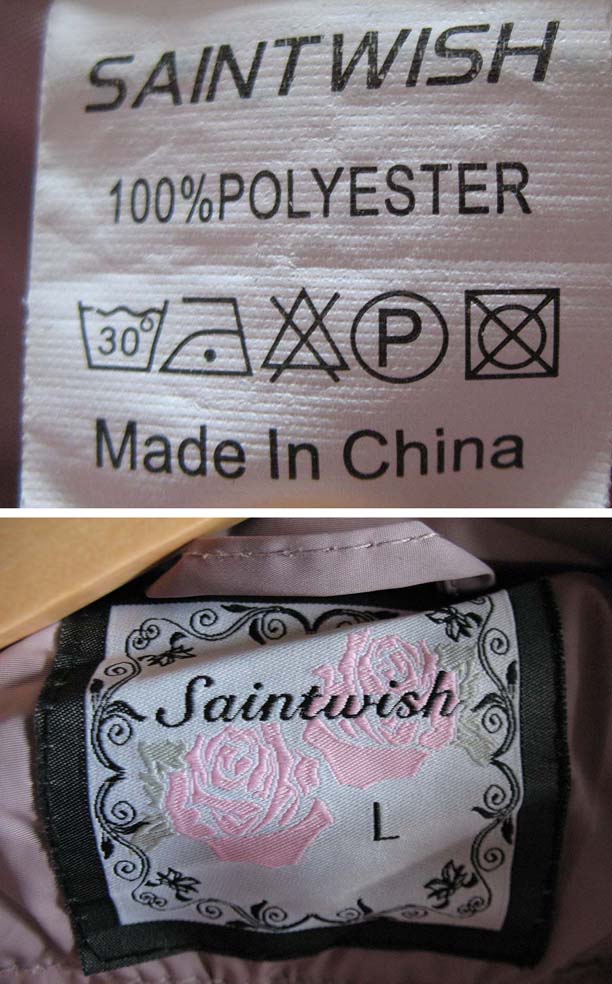 SAINTWISH
100%POLYESTER
30° P
Made In China
Saintwish
L